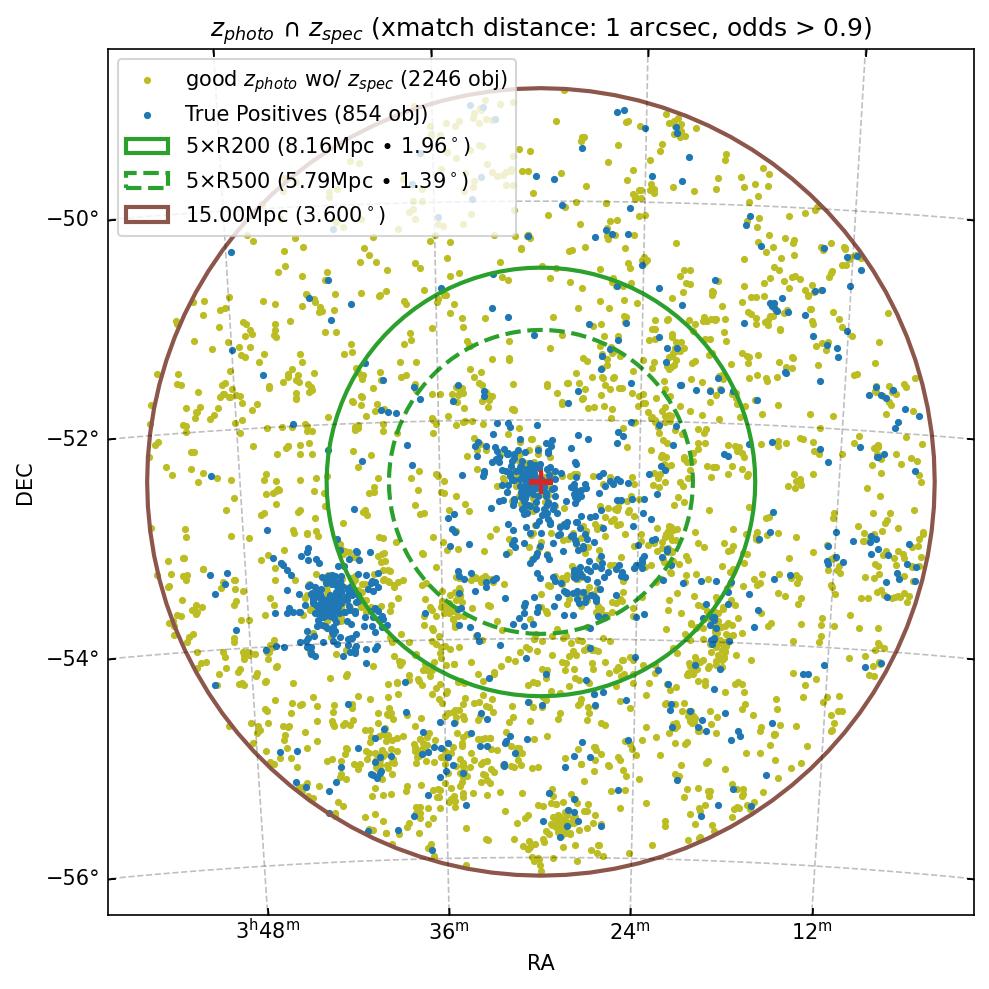 z_photo ∩ z_spec (xmatch distance: 1 arcsec, odds > 0.9)
good z_photo wo/ z_spec (2246 obj)
True Positives (854 obj)
5×R200 (8.16Mpc • 1.96°)
5×R500 (5.79Mpc • 1.39°)
15.00Mpc (3.600°)
−50°
−52°
−54°
−56°
DEC
3ʰ48ᵐ
36ᵐ
24ᵐ
12ᵐ
RA